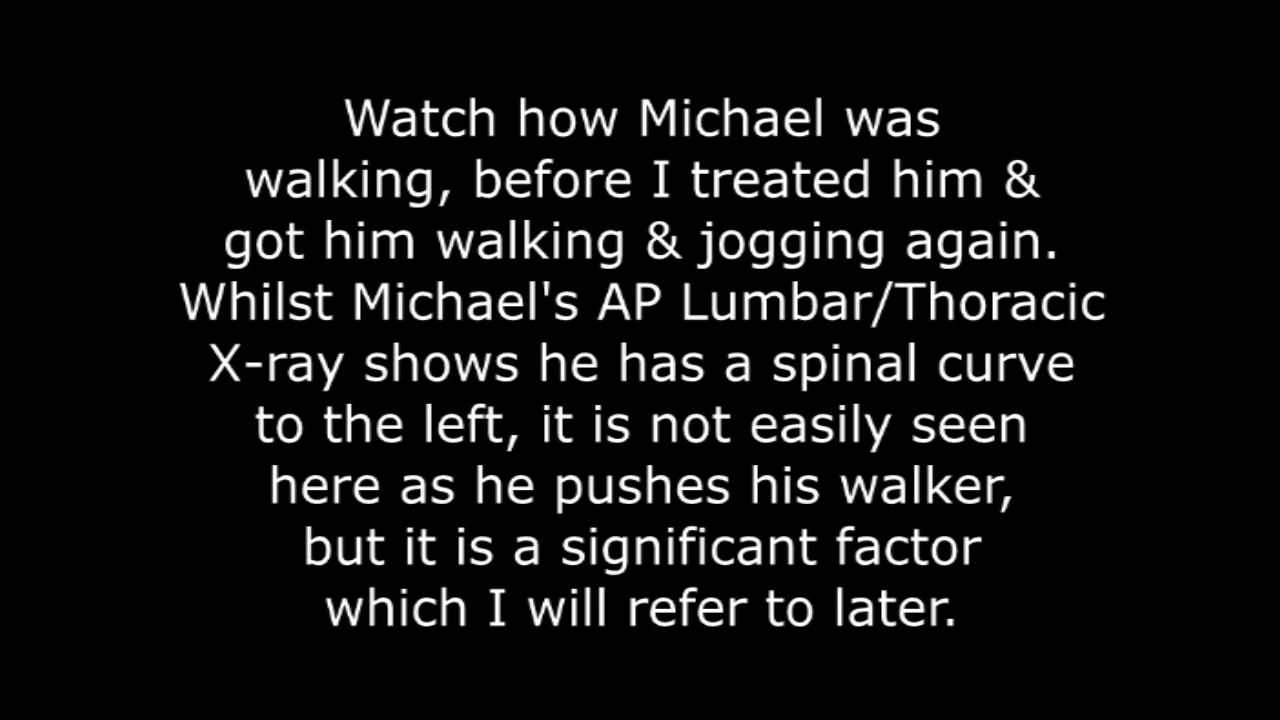 Watch how Michael was
walking, before I treated him &
got him walking & jogging again.
Whilst Michael's AP Lumbar/Thoracic
X-ray shows he has a spinal curve
to the left, it is not easily seen
here as he pushes his walker,
but it is a significant factor
which I will refer to later.